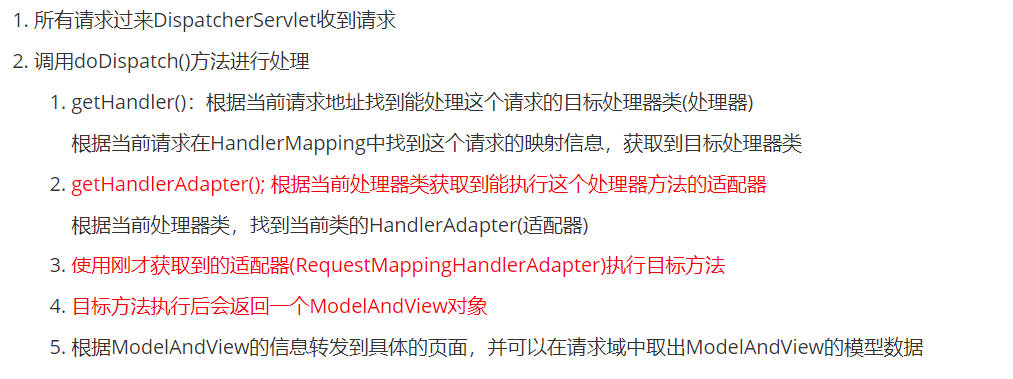 1. 所有请求过来DispatcherServlet收到请求
2. 调用doDispatch()方法进行处理
1. getHandler()：根据当前请求地址找到能处理这个请求的目标处理器类(处理器)
根据当前请求在HandlerMapping中找到这个请求的映射信息，获取到目标处理器类
2. getHandlerAdapter(); 根据当前处理器类获取到能执行这个处理器方法的适配器
根据当前处理器类，找到当前类的HandlerAdapter(适配器)
3. 使用刚才获取到的适配器(RequestMappingHandlerAdapter)执行目标方法
4. 目标方法执行后会返回一个ModelAndView对象
5. 根据ModelAndView的信息转发到具体的页面，并可以在请求域中取出ModelAndView的模型数据